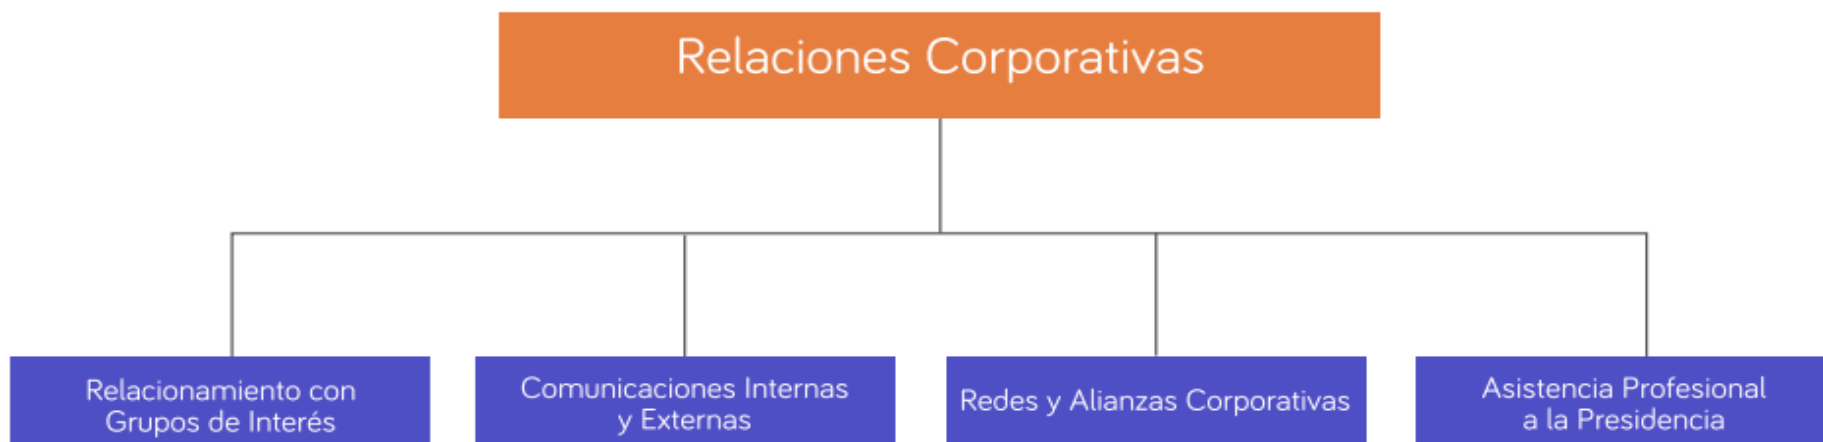 Relaciones Corporativas
Relacionamiento con
Grupos de Interés
Comunicaciones Internas
y Externas
Redes y Alianzas Corporativas
Asistencia Profesional
a la Presidencia